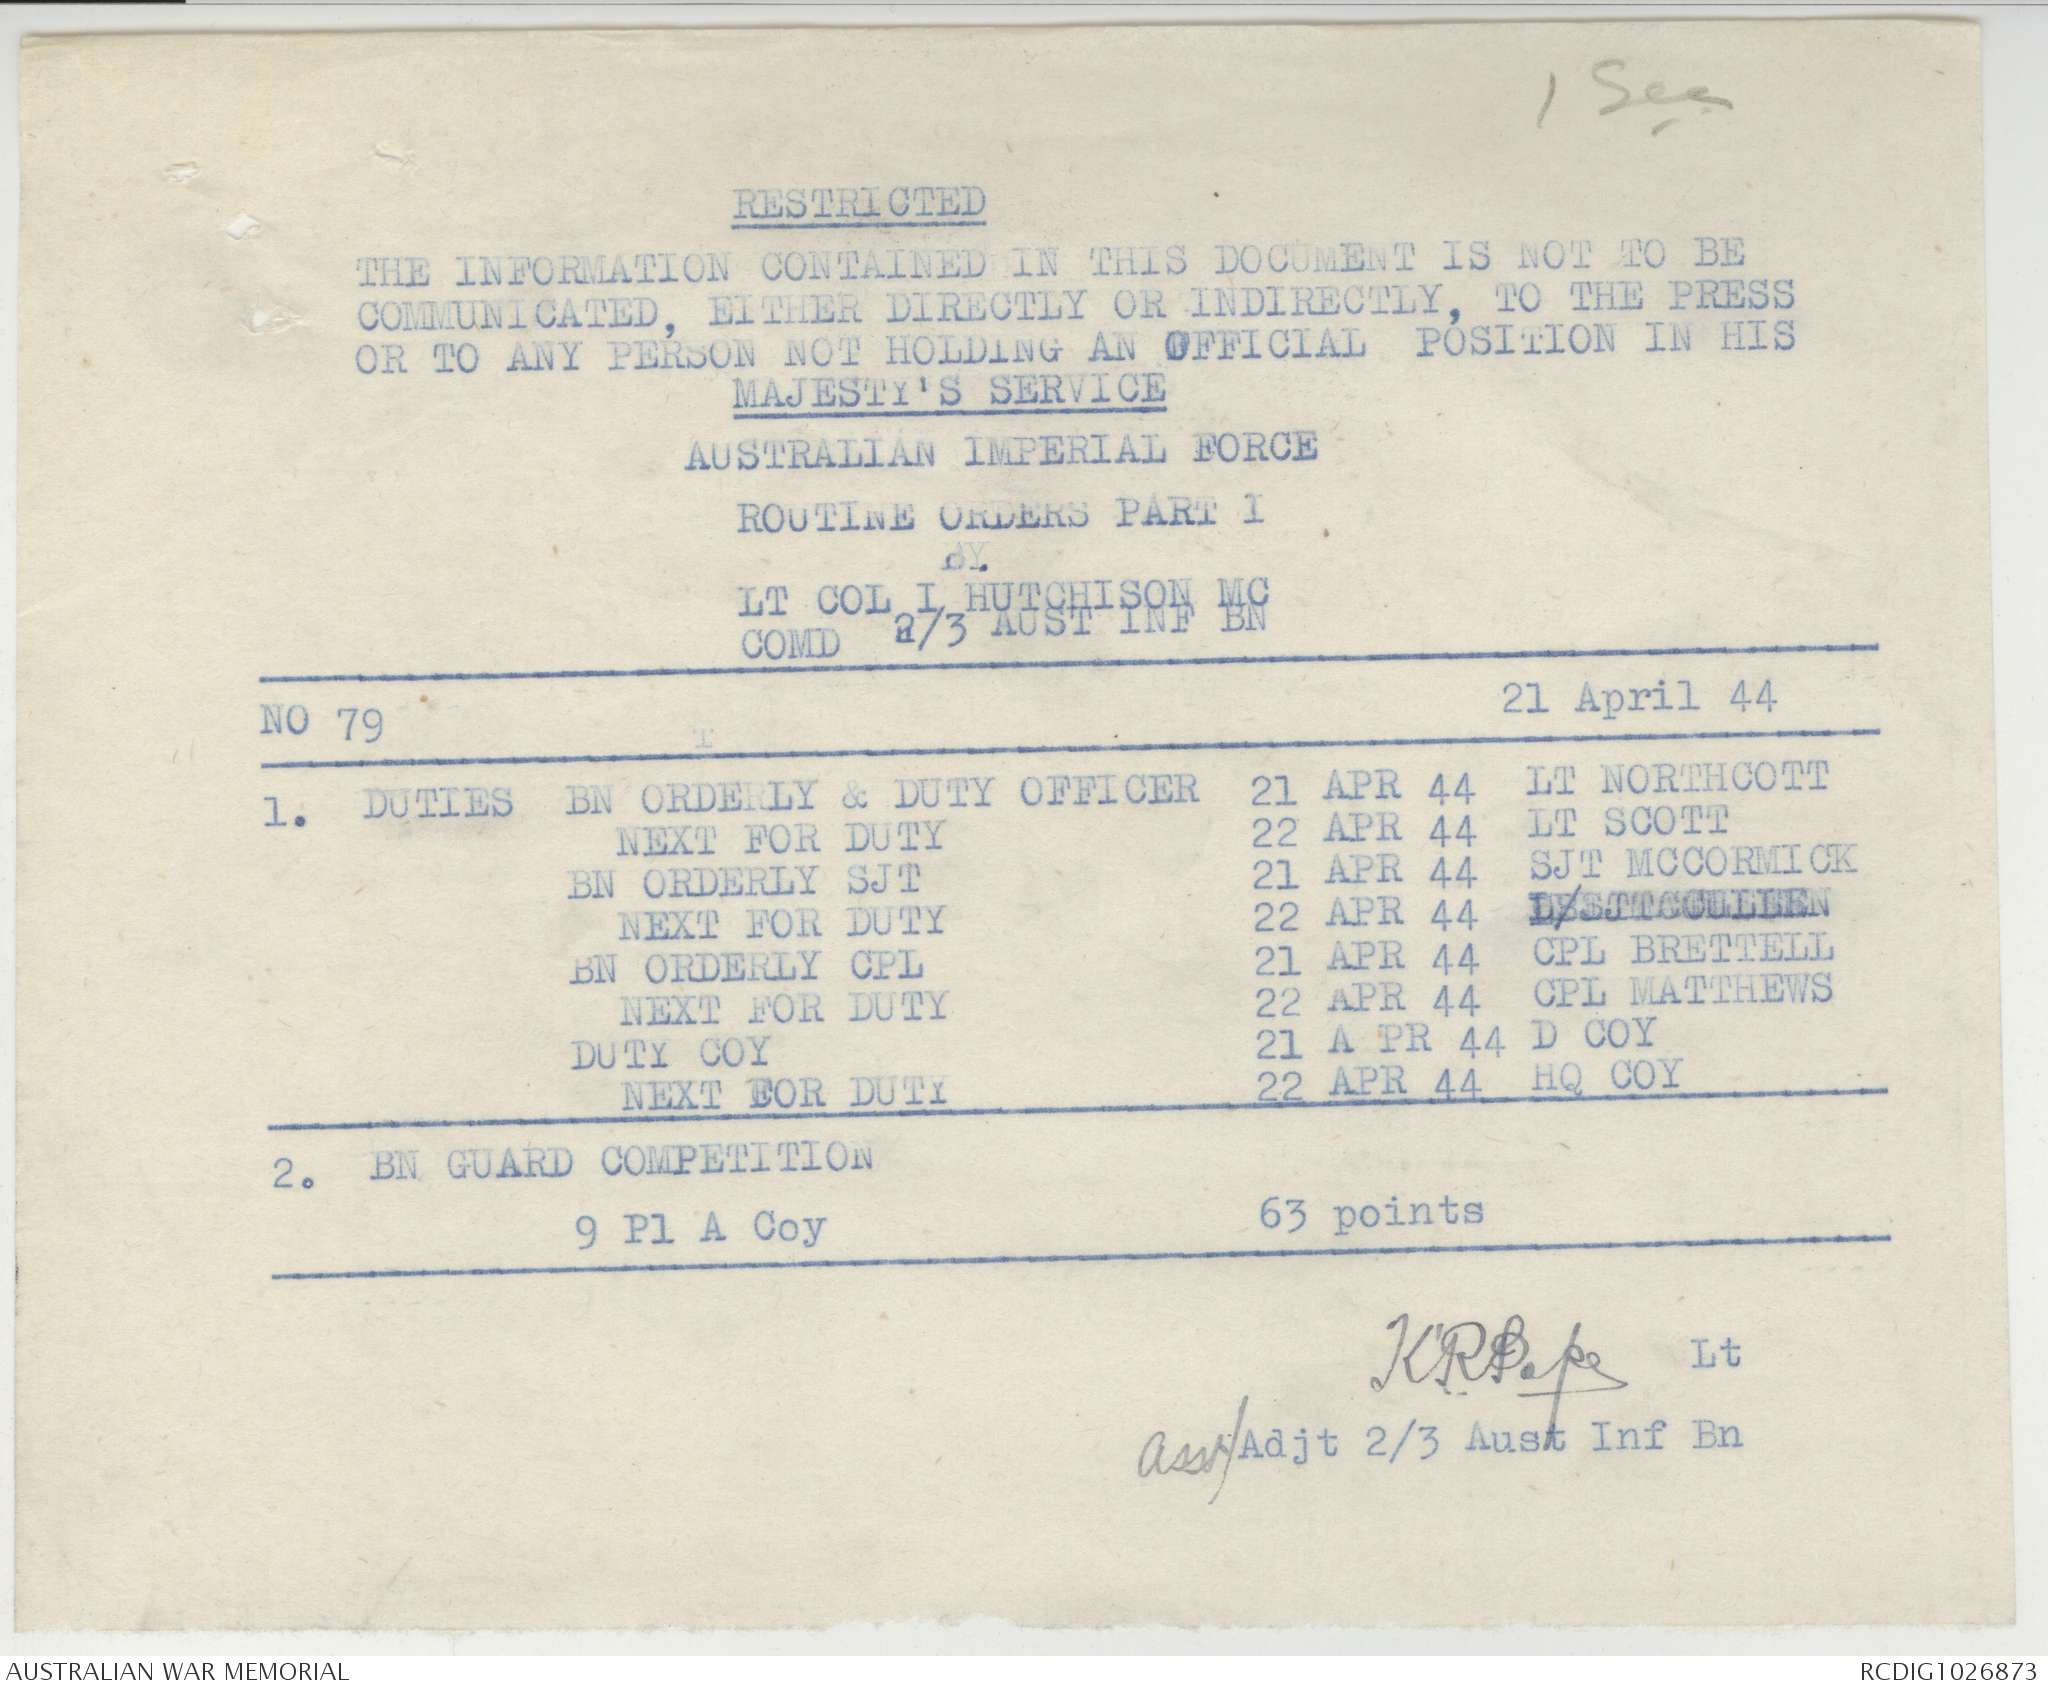 1 See
RESTRICTED
THE INFORMATION CONTAINED IN THIS DOCUMENT IS NOT TO BE
COMMUNICATED, EITHER DIRECTLY OR INDIRECTLY, TO THE PRESS
OR TO ANY PERSON NOT HOLDING AN OFFICIAL POSITION IN HIS
MAJESTY'S SERVICE
AUSTRALIAN IMPERIAL FORCE
ROUTINE ORDERS PART 1
BY
LT COL I HUTCHISON MC
COMD 2/3 AUST INF BN
NO 79 21 April 44
1. DUTIES BN ORDERLY & DUTY OFFICER 21 APR 44 LT NORTHCOTT
NEXT FOR DUTY 22 APR 44 LT SCOTT
BN ORDERLY SJT 21 APR 44 SJT MCCORMICK
NEXT FOR DUTY 22 APR 44 L/SJT CULLEN
BN ORDERLY CPL 21 APR 44 CPL BRETTELL
NEXT FOR DUTY 22 APR 44 CPL MATTHEWS
DUTY COY 21 A PR 44 D COY
NEXT FOR DUTY 22 APR 44 HQ COY
2. BN GUARD COMPETITION
9 Pl A Coy 63 points
Lt
Adjt 2/3 Aust Inf Bn
AUSTRALIAN WAR MEMORIAL RCDIG1026873